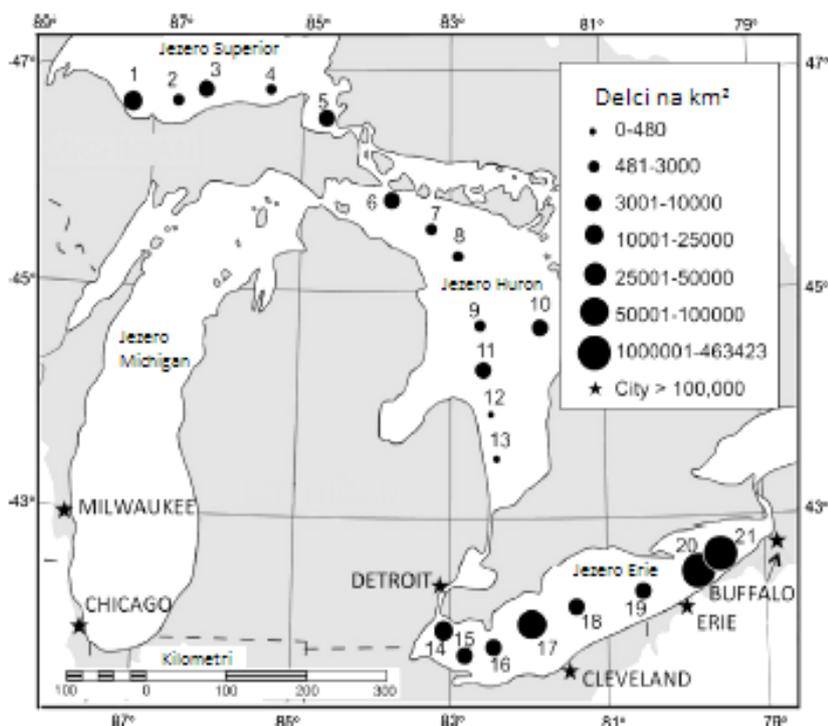 89° 87° 85° 83° 81° 79°
Jezero Superior
-47° 47°
1 2 3 4 5
Delci na km²
0-480
481-3000
3001-10000
10001-25000
25001-50000
50001-100000
1000001-463423
City > 100,000
6 7 8
-45° 45°
Jezero Huron
9 10
Jezero
Michigan
11
12
13
-43° 43°
MILWAUKEE
20 21
DETROIT
Jezero Erie
BUFFALO
CHICAGO
14 15 16 17 18 19
ERIE
CLEVELAND
Kilometri
100 0 100 200 300
87° 85° 83° 81° 79°